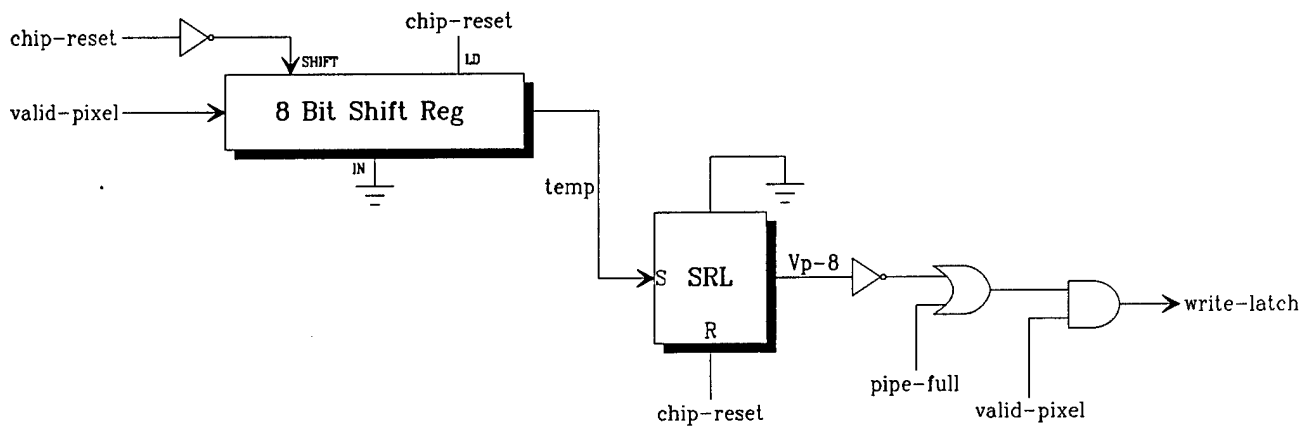 chip-reset
chip-reset
SHIFT
LD
valid-pixel
8 Bit Shift Reg
IN
temp
S
SRL
Vp-8
R
write-latch
pipe-full
valid-pixel
chip-reset